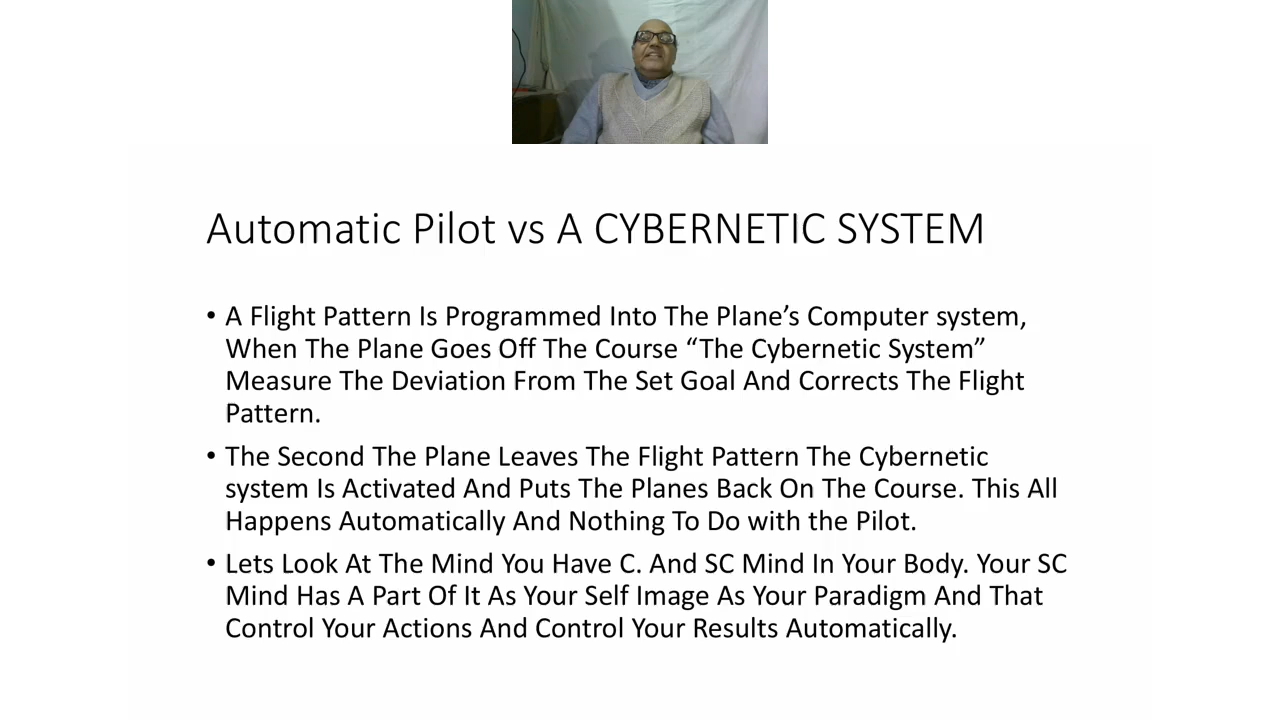 Automatic Pilot vs A CYBERNETIC SYSTEM
• A Flight Pattern Is Programmed Into The Plane’s Computer system,
When The Plane Goes Off The Course “The Cybernetic System”
Measure The Deviation From The Set Goal And Corrects The Flight
Pattern.
• The Second The Plane Leaves The Flight Pattern The Cybernetic
system Is Activated And Puts The Planes Back On The Course. This All
Happens Automatically And Nothing To Do with the Pilot.
• Lets Look At The Mind You Have C. And SC Mind In Your Body. Your SC
Mind Has A Part Of It As Your Self Image As Your Paradigm And That
Control Your Actions And Control Your Results Automatically.